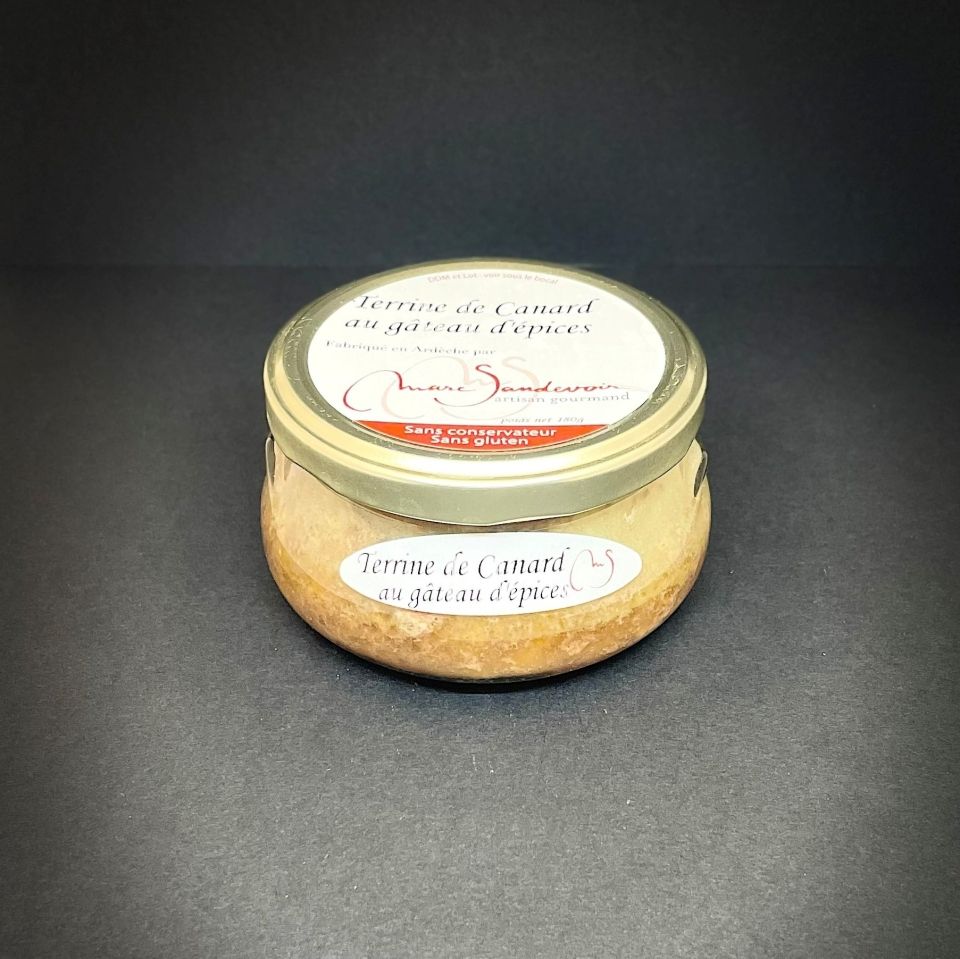 DDM et Lot : voir sous le bocal
Terrine de Canard
au gâteau d'épices
Fabriqué en Ardèche par
Marc Sandevoir
artisan gourmand
poids net 180g
Sans conservateur
Sans gluten
Terrine de Canard
au gâteau d'épices
MS